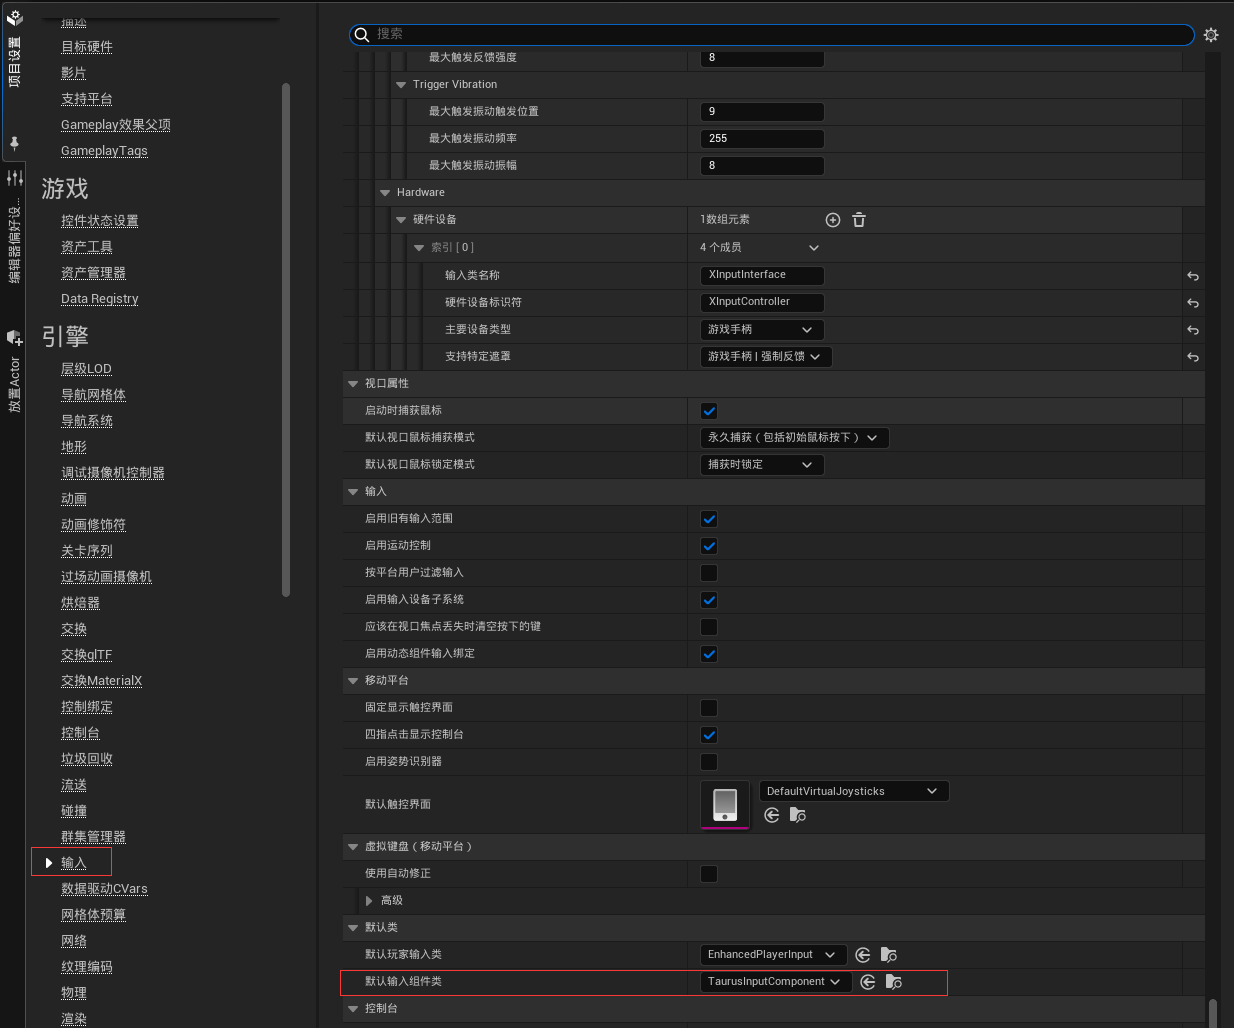 项目设置
编辑器偏好设...
放置Actor
描述
目标硬件
影片
支持平台
Gameplay效果父项
GameplayTags
游戏
控件状态设置
资产工具
资产管理器
Data Registry
引擎
层级LOD
导航网格体
导航系统
地形
调试摄像机控制器
动画
动画修饰符
关卡序列
过场动画摄像机
烘焙器
交换
交换glTF
交换MaterialX
控制绑定
控制台
垃圾回收
流送
碰撞
群集管理器
输入
数据驱动CVars
网格体预算
网络
纹理编码
物理
渲染
搜索
最大触发反馈强度 8
Trigger Vibration
最大触发振动触发位置 9
最大触发振动频率 255
最大触发振动振幅 8
Hardware
硬件设备 1数组元素
索引 [ 0 ] 4 个成员
输入类名称 XInputInterface
硬件设备标识符 XInputController
主要设备类型 游戏手柄
支持特定遮罩 游戏手柄 | 强制反馈
视口属性
启动时捕获鼠标
默认视口鼠标捕获模式 永久捕获（包括初始鼠标按下）
默认视口鼠标锁定模式 捕获时锁定
输入
启用旧有输入范围
启用运动控制
按平台用户过滤输入
启用输入设备子系统
应该在视口焦点丢失时清空按下的键
启用动态组件输入绑定
移动平台
固定显示触控界面
四指点击显示控制台
启用姿势识别器
默认触控界面 DefaultVirtualJoysticks
虚拟键盘（移动平台）
使用自动修正
高级
默认类
默认玩家输入类 EnhancedPlayerInput
默认输入组件类 TaurusInputComponent
控制台